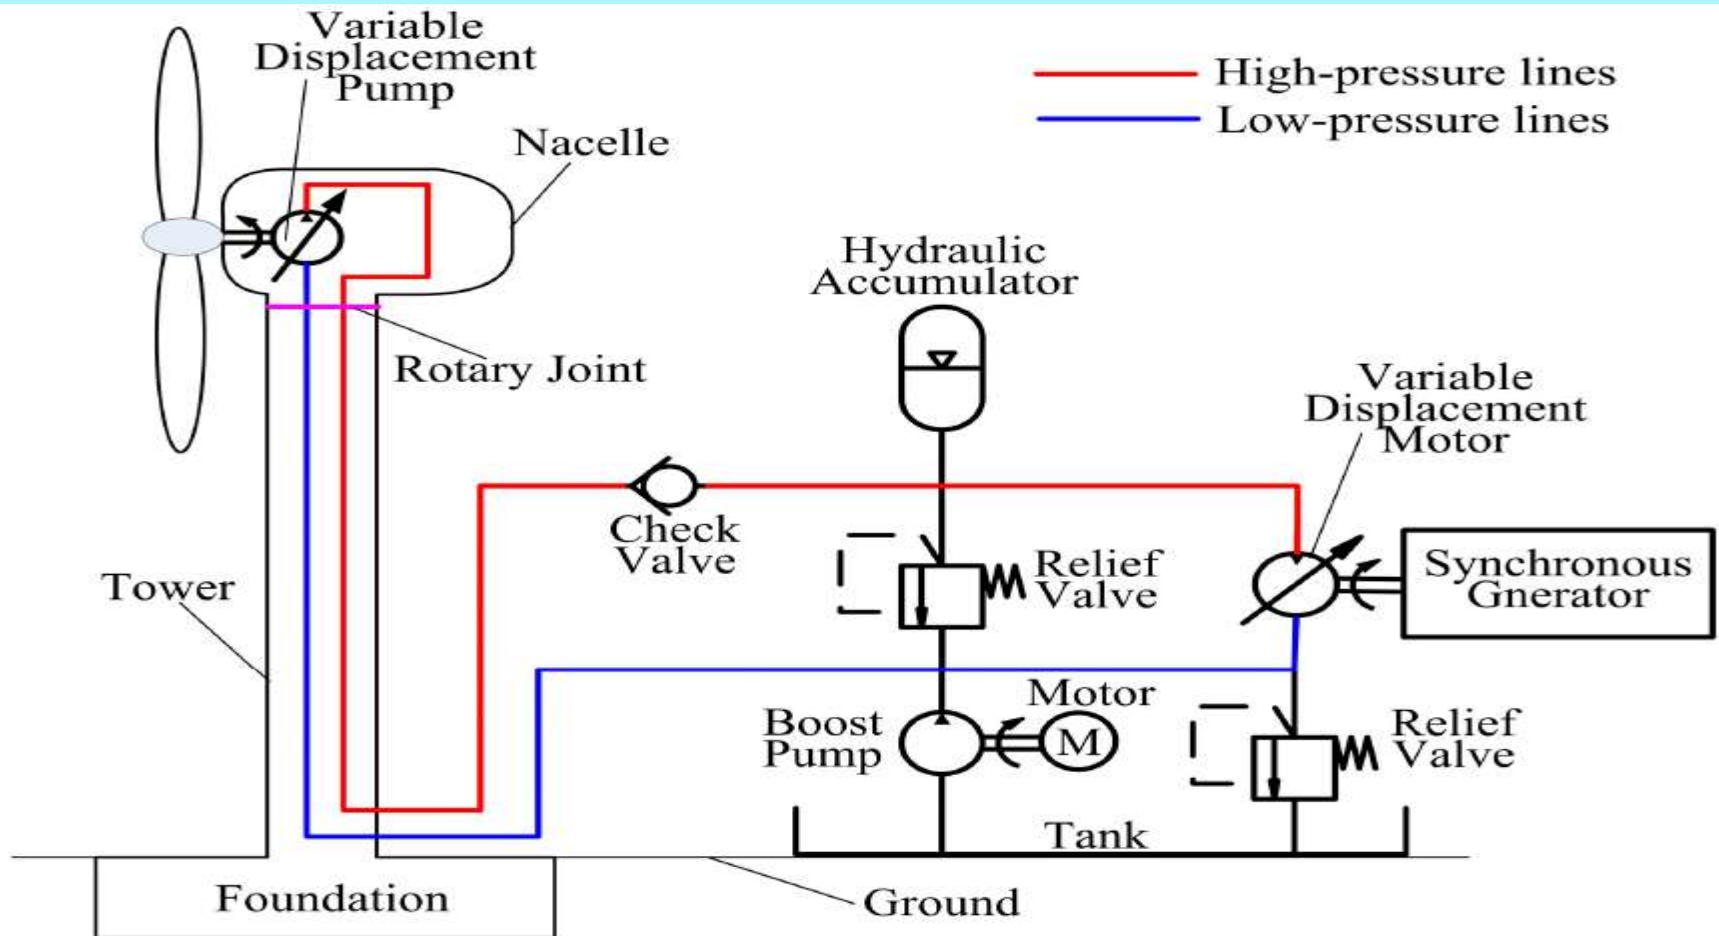 Variable
Displacement
Pump
High-pressure lines
Low-pressure lines
Nacelle
Hydraulic
Accumulator
Rotary Joint
Variable
Displacement
Motor
Check
Valve
Relief
Valve
Synchronous
Gnerator
Tower
Motor
Boost
Pump
M
Relief
Valve
Tank
Foundation
Ground